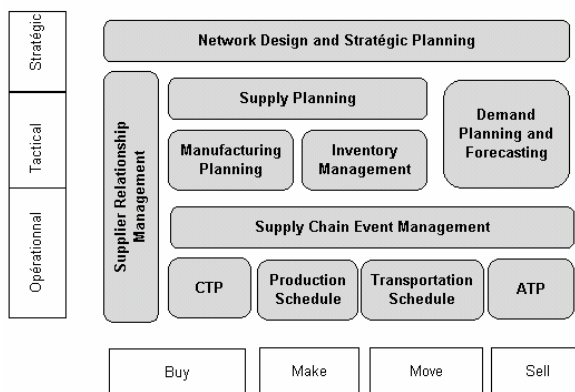 Stratégic
Network Design and Stratégic Planning
Tactical
Supplier Relationship
Management
Supply Planning
Demand
Planning and
Forecasting
Manufacturing
Planning
Inventory
Management
Opérationnal
Supply Chain Event Management
CTP
Production
Schedule
Transportation
Schedule
ATP
Buy
Make
Move
Sell